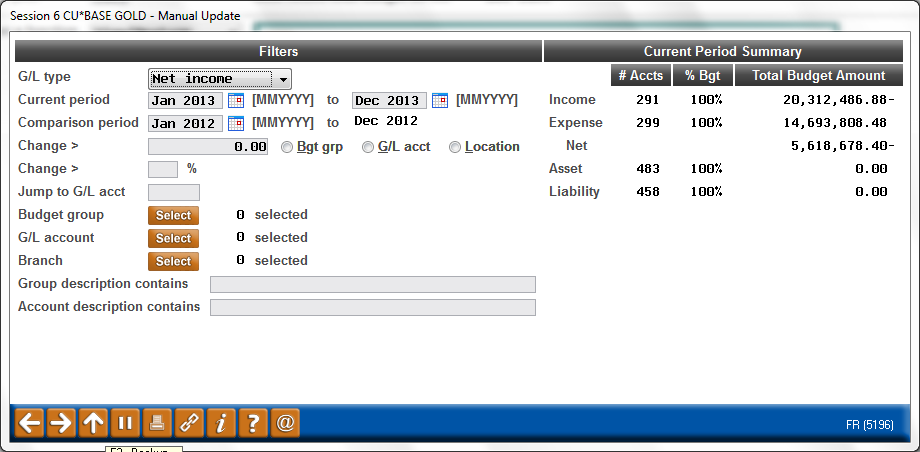 Session 6 CU*BASE GOLD - Manual Update
Filters
G/L type Net income
Current period Jan 2013 [MMYYYY] to Dec 2013 [MMYYYY]
Comparison period Jan 2012 [MMYYYY] to Dec 2012
Change > 0.00 Bgt grp G/L acct Location
Change > %
Jump to G/L acct
Budget group Select 0 selected
G/L account Select 0 selected
Branch Select 0 selected
Group description contains
Account description contains
Current Period Summary
# Accts % Bgt Total Budget Amount
Income 291 100% 20,312,486.88-
Expense 299 100% 14,693,808.48
Net 5,618,678.40-
Asset 483 100% 0.00
Liability 458 100% 0.00
FR (5196)